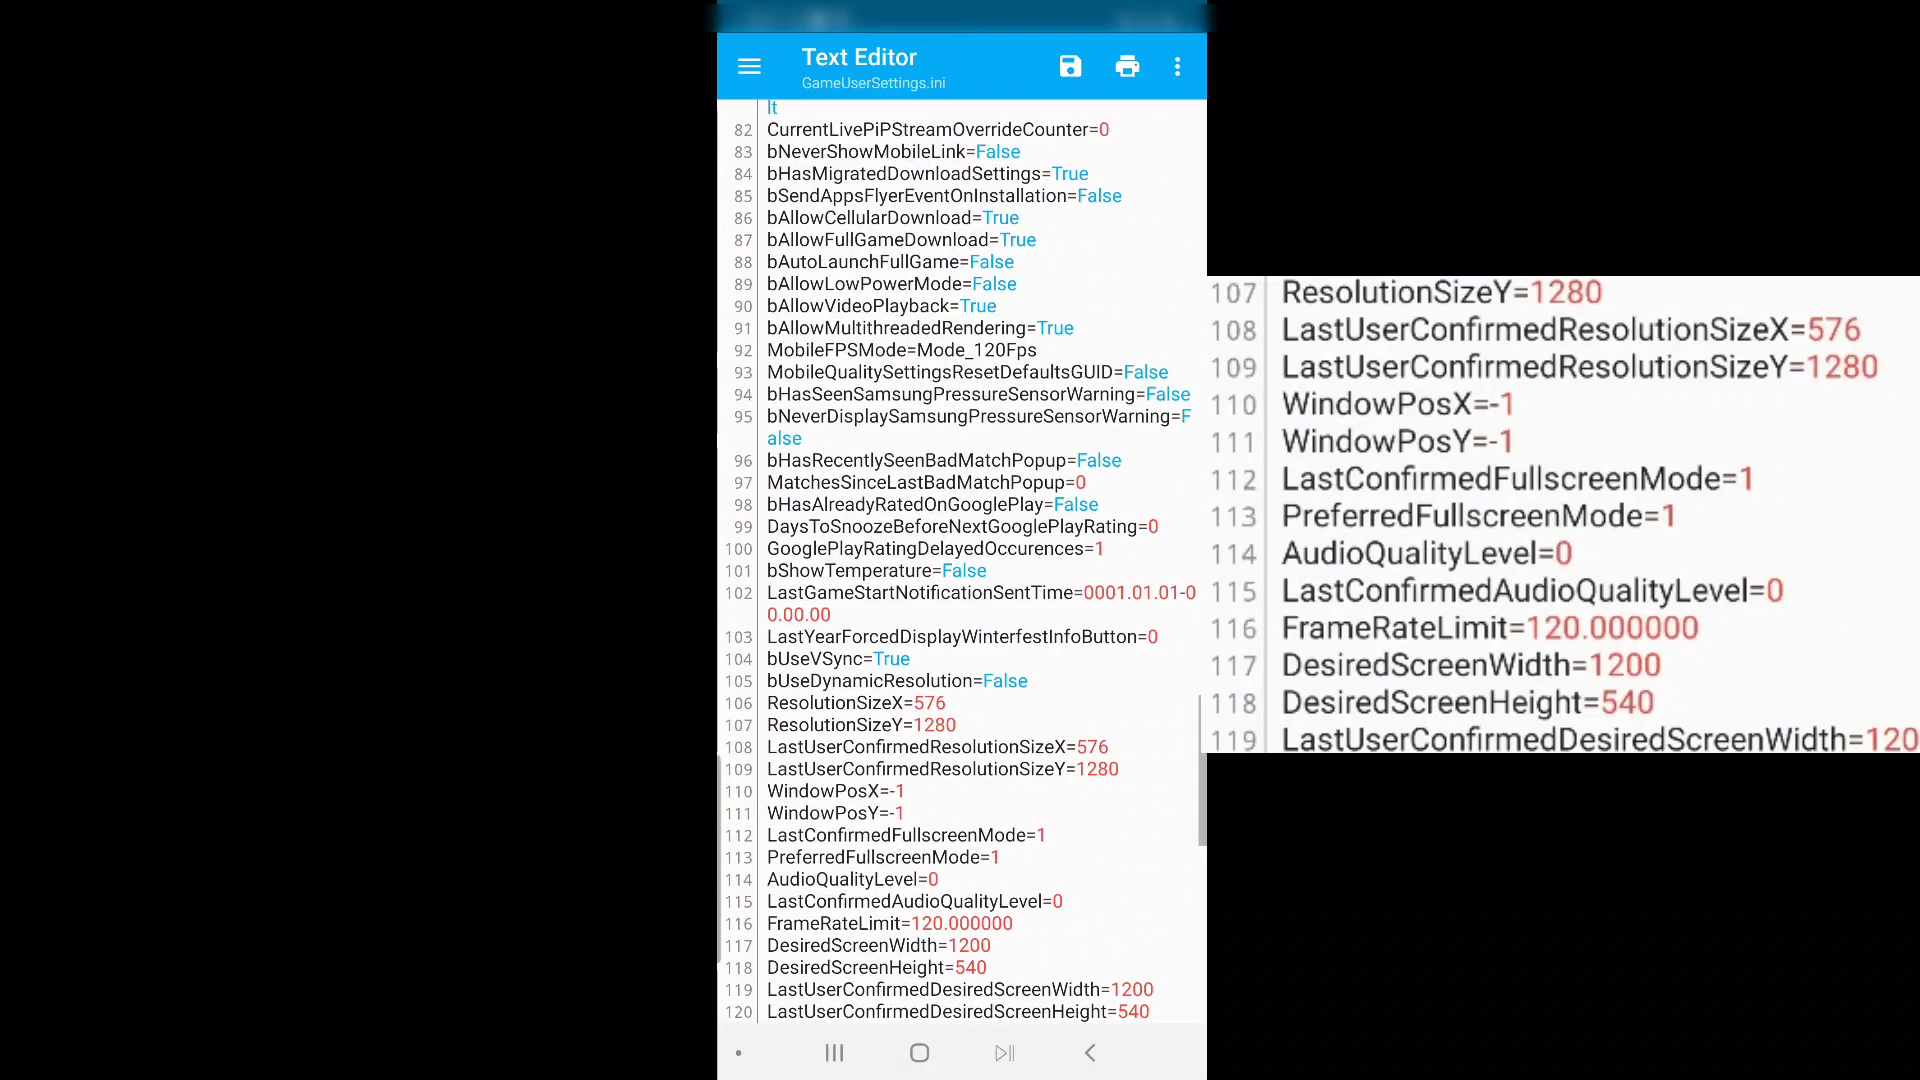 Text Editor
GameUserSettings.ini
lt
82 CurrentLivePiPStreamOverrideCounter=0
83 bNeverShowMobileLink=False
84 bHasMigratedDownloadSettings=True
85 bSendAppsFlyerEventOnInstallation=False
86 bAllowCellularDownload=True
87 bAllowFullGameDownload=True
88 bAutoLaunchFullGame=False
89 bAllowLowPowerMode=False
90 bAllowVideoPlayback=True
91 bAllowMultithreadedRendering=True
92 MobileFPSMode=Mode_120Fps
93 MobileQualitySettingsResetDefaultsGUID=False
94 bHasSeenSamsungPressureSensorWarning=False
95 bNeverDisplaySamsungPressureSensorWarning=F
alse
96 bHasRecentlySeenBadMatchPopup=False
97 MatchesSinceLastBadMatchPopup=0
98 bHasAlreadyRatedOnGooglePlay=False
99 DaysToSnoozeBeforeNextGooglePlayRating=0
100 GooglePlayRatingDelayedOccurences=1
101 bShowTemperature=False
102 LastGameStartNotificationSentTime=0001.01.01-0
0.00.00
103 LastYearForcedDisplayWinterfestInfoButton=0
104 bUseVSync=True
105 bUseDynamicResolution=False
106 ResolutionSizeX=576
107 ResolutionSizeY=1280
108 LastUserConfirmedResolutionSizeX=576
109 LastUserConfirmedResolutionSizeY=1280
110 WindowPosX=-1
111 WindowPosY=-1
112 LastConfirmedFullscreenMode=1
113 PreferredFullscreenMode=1
114 AudioQualityLevel=0
115 LastConfirmedAudioQualityLevel=0
116 FrameRateLimit=120.000000
117 DesiredScreenWidth=1200
118 DesiredScreenHeight=540
119 LastUserConfirmedDesiredScreenWidth=1200
120 LastUserConfirmedDesiredScreenHeight=540
107 ResolutionSizeY=1280
108 LastUserConfirmedResolutionSizeX=576
109 LastUserConfirmedResolutionSizeY=1280
110 WindowPosX=-1
111 WindowPosY=-1
112 LastConfirmedFullscreenMode=1
113 PreferredFullscreenMode=1
114 AudioQualityLevel=0
115 LastConfirmedAudioQualityLevel=0
116 FrameRateLimit=120.000000
117 DesiredScreenWidth=1200
118 DesiredScreenHeight=540
119 LastUserConfirmedDesiredScreenWidth=120